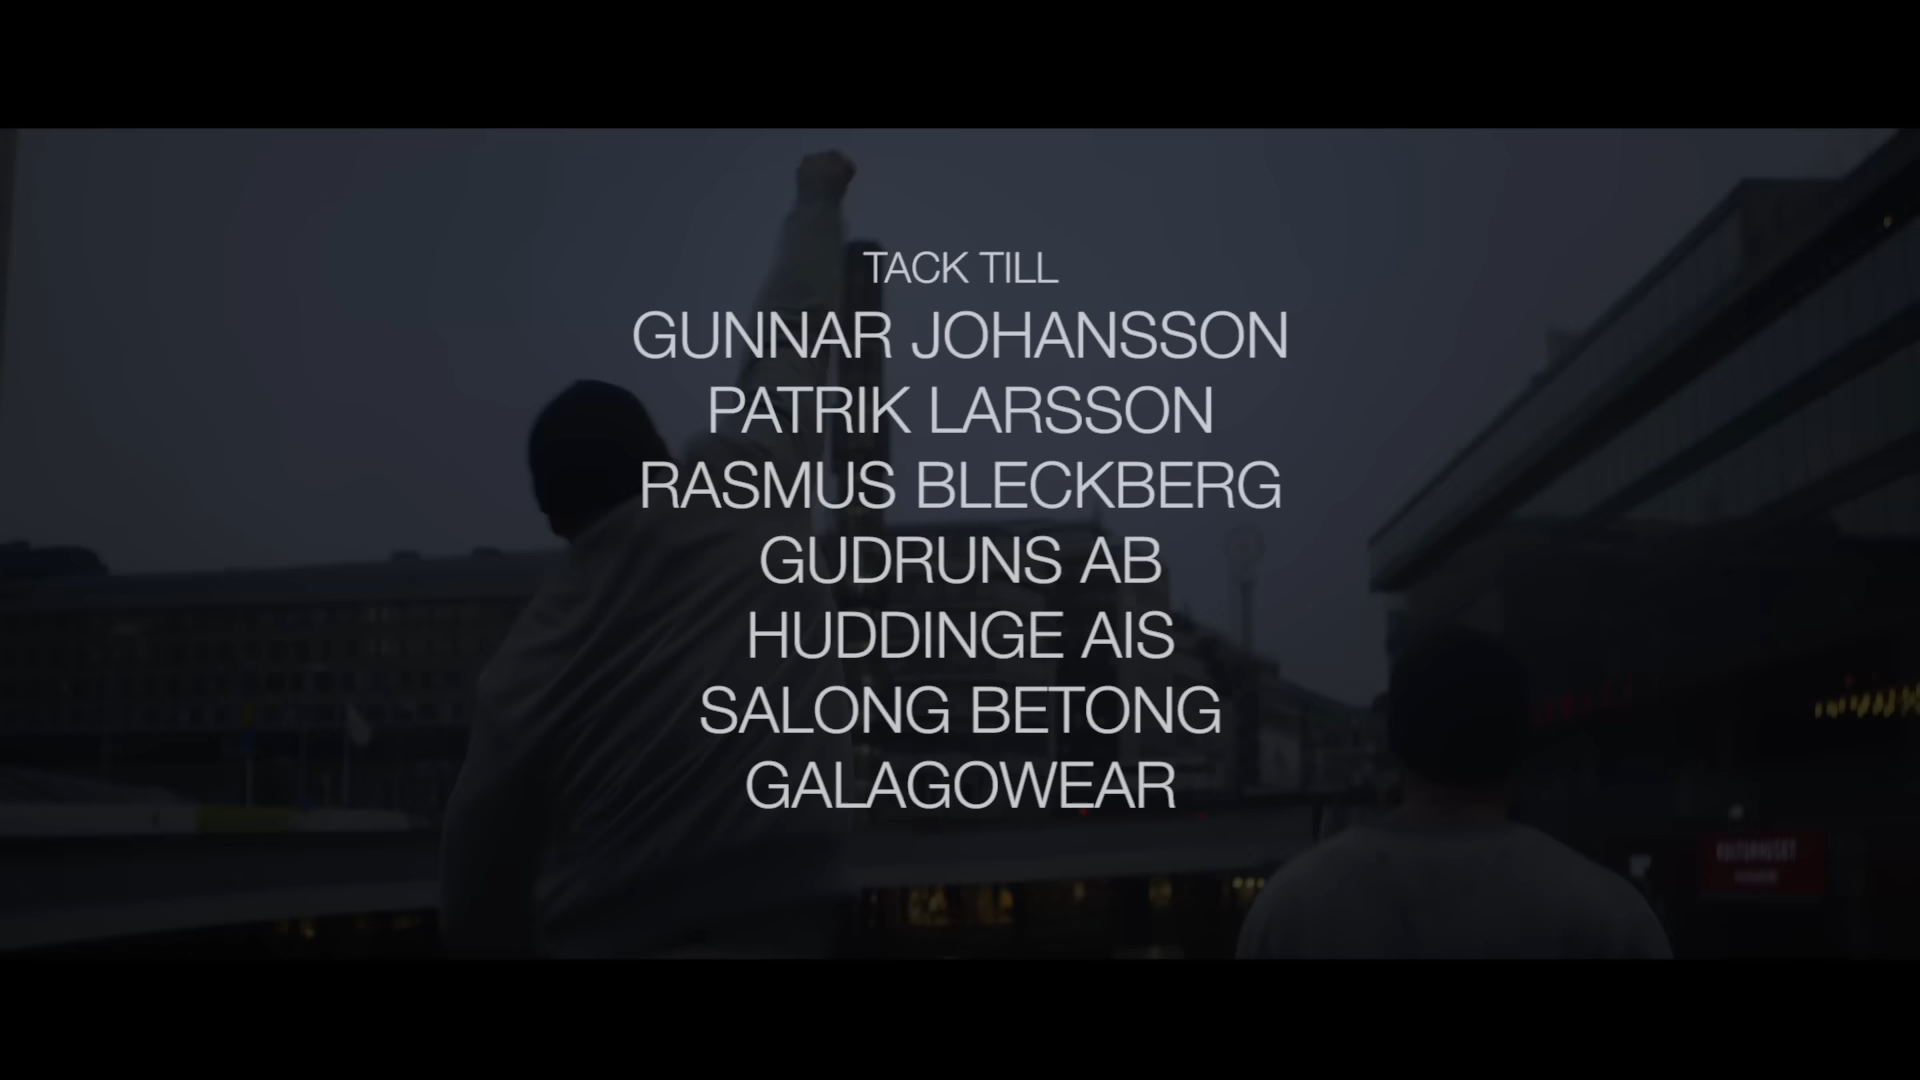 TACK TILL
GUNNAR JOHANSSON
PATRIK LARSSON
RASMUS BLECKBERG
GUDRUNS AB
HUDDINGE AIS
SALONG BETONG
GALAGOWEAR